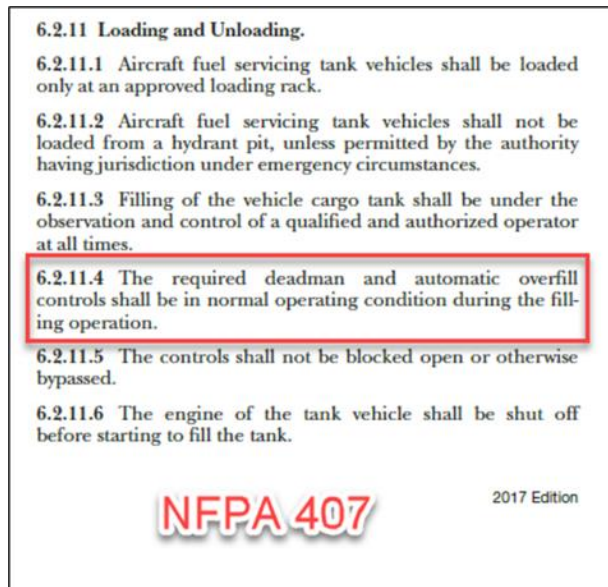 6.2.11 Loading and Unloading.
6.2.11.1 Aircraft fuel servicing tank vehicles shall be loaded
only at an approved loading rack.
6.2.11.2 Aircraft fuel servicing tank vehicles shall not be
loaded from a hydrant pit, unless permitted by the authority
having jurisdiction under emergency circumstances.
6.2.11.3 Filling of the vehicle cargo tank shall be under the
observation and control of a qualified and authorized operator
at all times.
6.2.11.4 The required deadman and automatic overfill
controls shall be in normal operating condition during the fill-
ing operation.
6.2.11.5 The controls shall not be blocked open or otherwise
bypassed.
6.2.11.6 The engine of the tank vehicle shall be shut off
before starting to fill the tank.
2017 Edition
NFPA 407